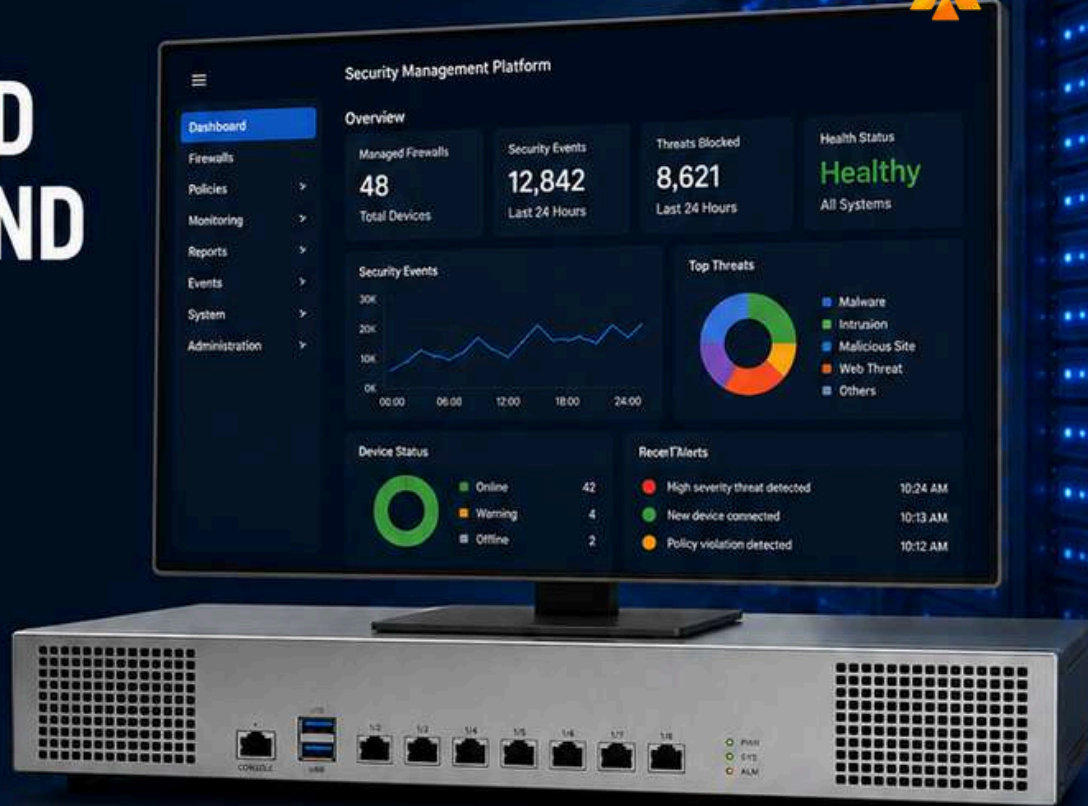 D
ND
Security Management Platform
Dashboard
Firewalls
Policies
Monitoring
Reports
Events
System
Administration
Overview
Managed Firewalls
48
Total Devices
Security Events
12,842
Last 24 Hours
Threats Blocked
8,621
Last 24 Hours
Health Status
Healthy
All Systems
Security Events
30K
20K
10K
0K
00:00 06:00 12:00 18:00 24:00
Top Threats
Malware
Intrusion
Malicious Site
Web Threat
Others
Device Status
Online 42
Warning 4
Offline 2
High severity threat detected 10:24 AM
New device connected 10:13 AM
Policy violation detected 10:12 AM
CONSOLE
USB
1/2 1/3 1/4 1/5 1/6 1/7 1/8
PWR
SYS
ALM